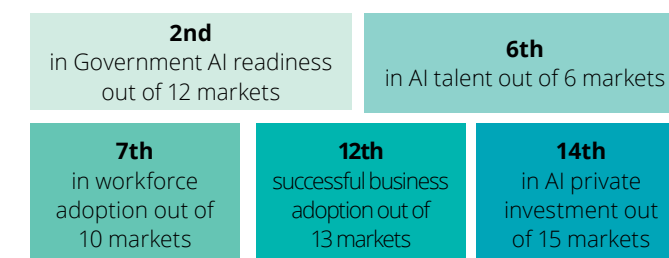 2nd
in Government AI readiness
out of 12 markets
6th
in AI talent out of 6 markets
7th
in workforce
adoption out of
10 markets
12th
successful business
adoption out of
13 markets
14th
in AI private
investment out
of 15 markets